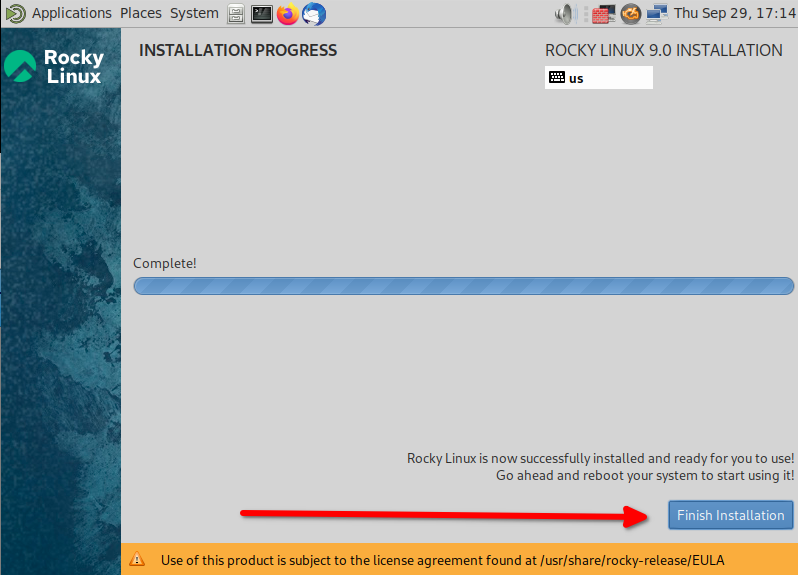 Applications Places System Thu Sep 29, 17:14
Rocky
Linux
INSTALLATION PROGRESS
ROCKY LINUX 9.0 INSTALLATION
us
Complete!
Rocky Linux is now successfully installed and ready for you to use!
Go ahead and reboot your system to start using it!
Finish Installation
Use of this product is subject to the license agreement found at /usr/share/rocky-release/EULA